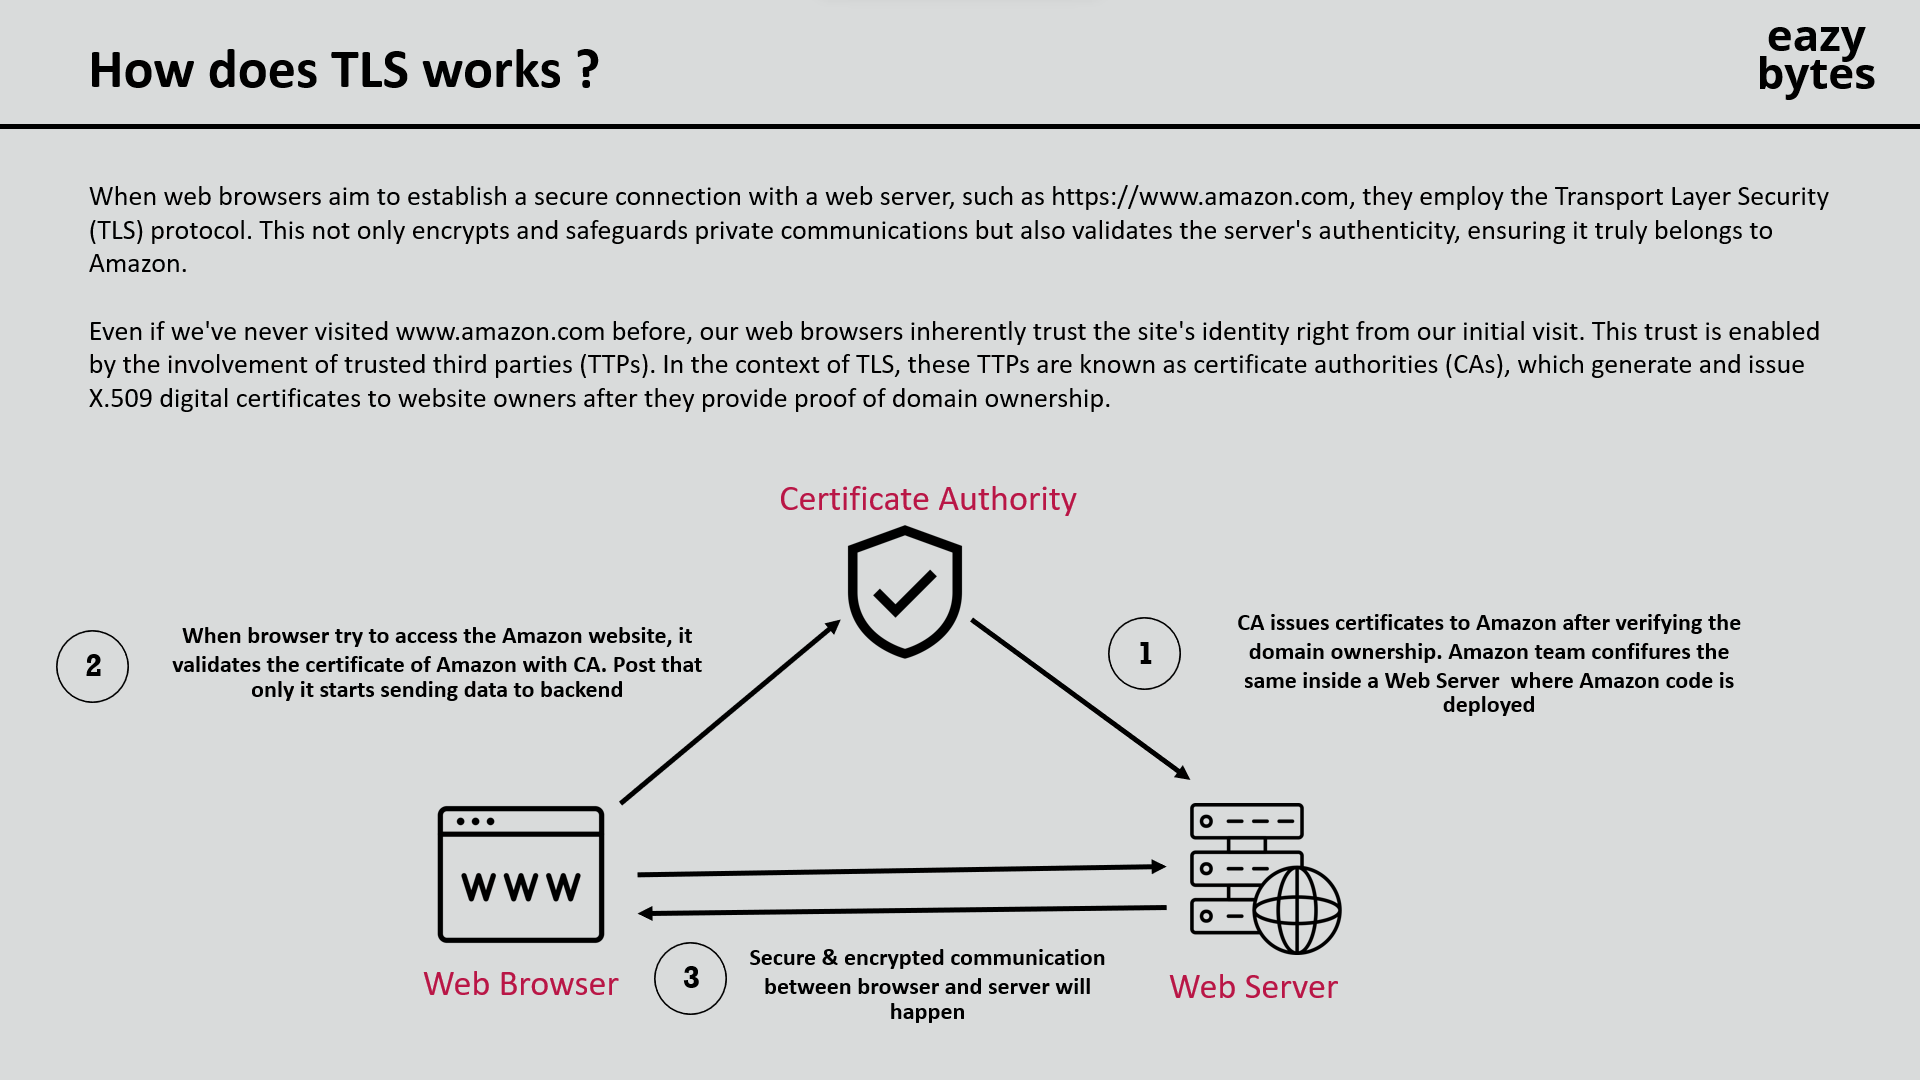 How does TLS works ?
eazy
bytes
When web browsers aim to establish a secure connection with a web server, such as https://www.amazon.com, they employ the Transport Layer Security
(TLS) protocol. This not only encrypts and safeguards private communications but also validates the server's authenticity, ensuring it truly belongs to
Amazon.
Even if we've never visited www.amazon.com before, our web browsers inherently trust the site's identity right from our initial visit. This trust is enabled
by the involvement of trusted third parties (TTPs). In the context of TLS, these TTPs are known as certificate authorities (CAs), which generate and issue
X.509 digital certificates to website owners after they provide proof of domain ownership.
Certificate Authority
2
When browser try to access the Amazon website, it
validates the certificate of Amazon with CA. Post that
only it starts sending data to backend
1
CA issues certificates to Amazon after verifying the
domain ownership. Amazon team confifures the
same inside a Web Server  where Amazon code is
deployed
WWW
Web Browser
3
Secure & encrypted communication
between browser and server will
happen
Web Server